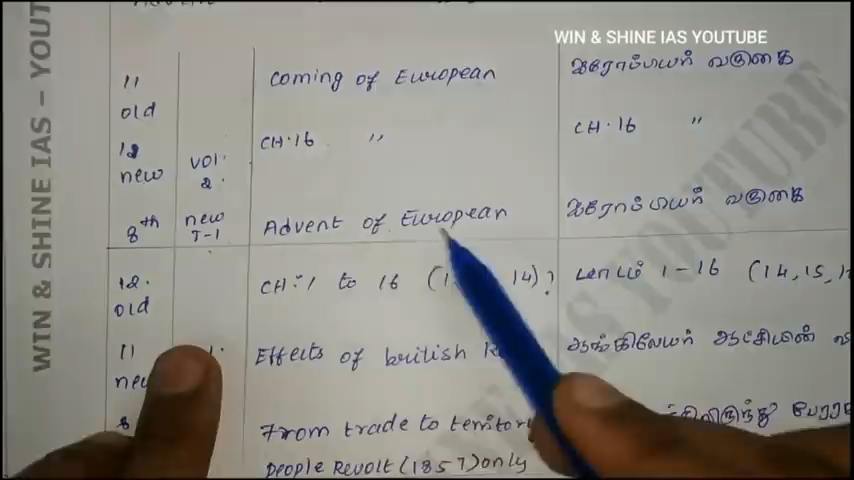 WIN & SHINE IAS YOUTUBE
WIN & SHINE IAS – YOUT
11 old Coming of European ஐரோப்பியர் வருகை
12 new Vol. 2 CH.16 " CH.16 "
8th new T-1 Advent of European ஐரோப்பியர் வருகை
12. old CH: 1 to 16 ( 14)? பாடம் 1-16 (14, 15,
11 new Effects of british ஆங்கிலேயர் ஆட்சியின்
From trade to
People Revolt (1857) only